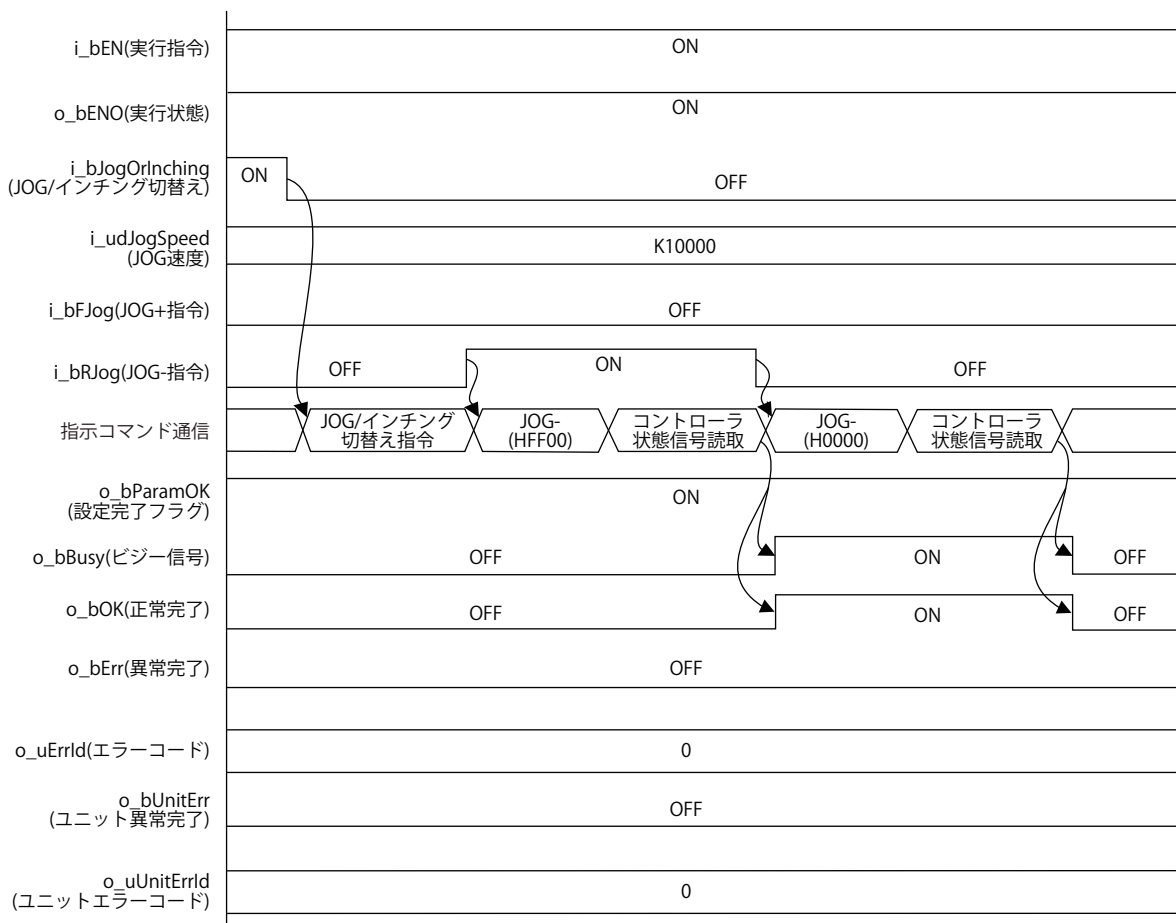 i_bEN(実行指令)
ON
o_bENO(実行状態)
ON
i_bJogOrInching
(JOG/インチング切替え)
ON
OFF
i_udJogSpeed
(JOG速度)
K10000
i_bFJog(JOG+指令)
OFF
i_bRJog(JOG-指令)
OFF
ON
OFF
指示コマンド通信
JOG/インチング
切替え指令
JOG-
(HFF00)
コントローラ
状態信号読取
JOG-
(H0000)
コントローラ
状態信号読取
o_bParamOK
(設定完了フラグ)
ON
o_bBusy(ビジー信号)
OFF
ON
OFF
o_bOK(正常完了)
OFF
ON
OFF
o_bErr(異常完了)
OFF
o_uErrId(エラーコード)
0
o_bUnitErr
(ユニット異常完了)
OFF
o_uUnitErrId
(ユニットエラーコード)
0